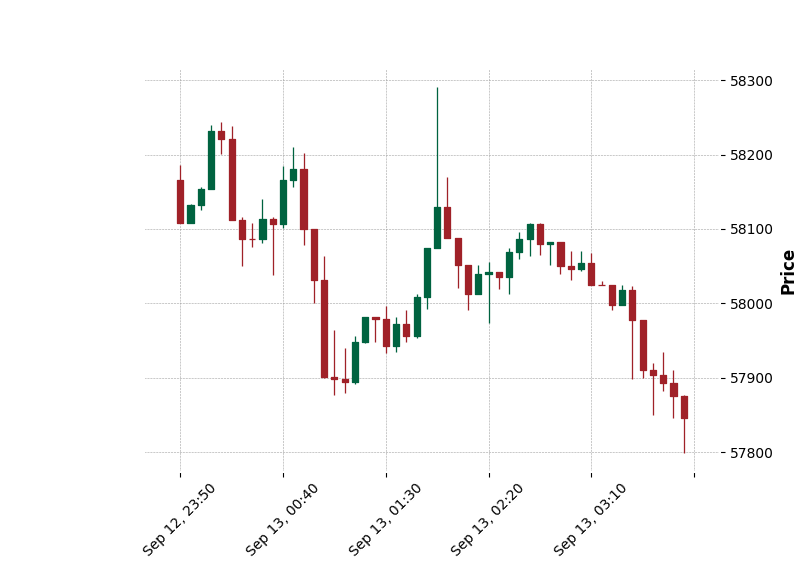 58300
58200
58100
58000
57900
57800
Price
Sep 12, 23:50
Sep 13, 00:40
Sep 13, 01:30
Sep 13, 02:20
Sep 13, 03:10